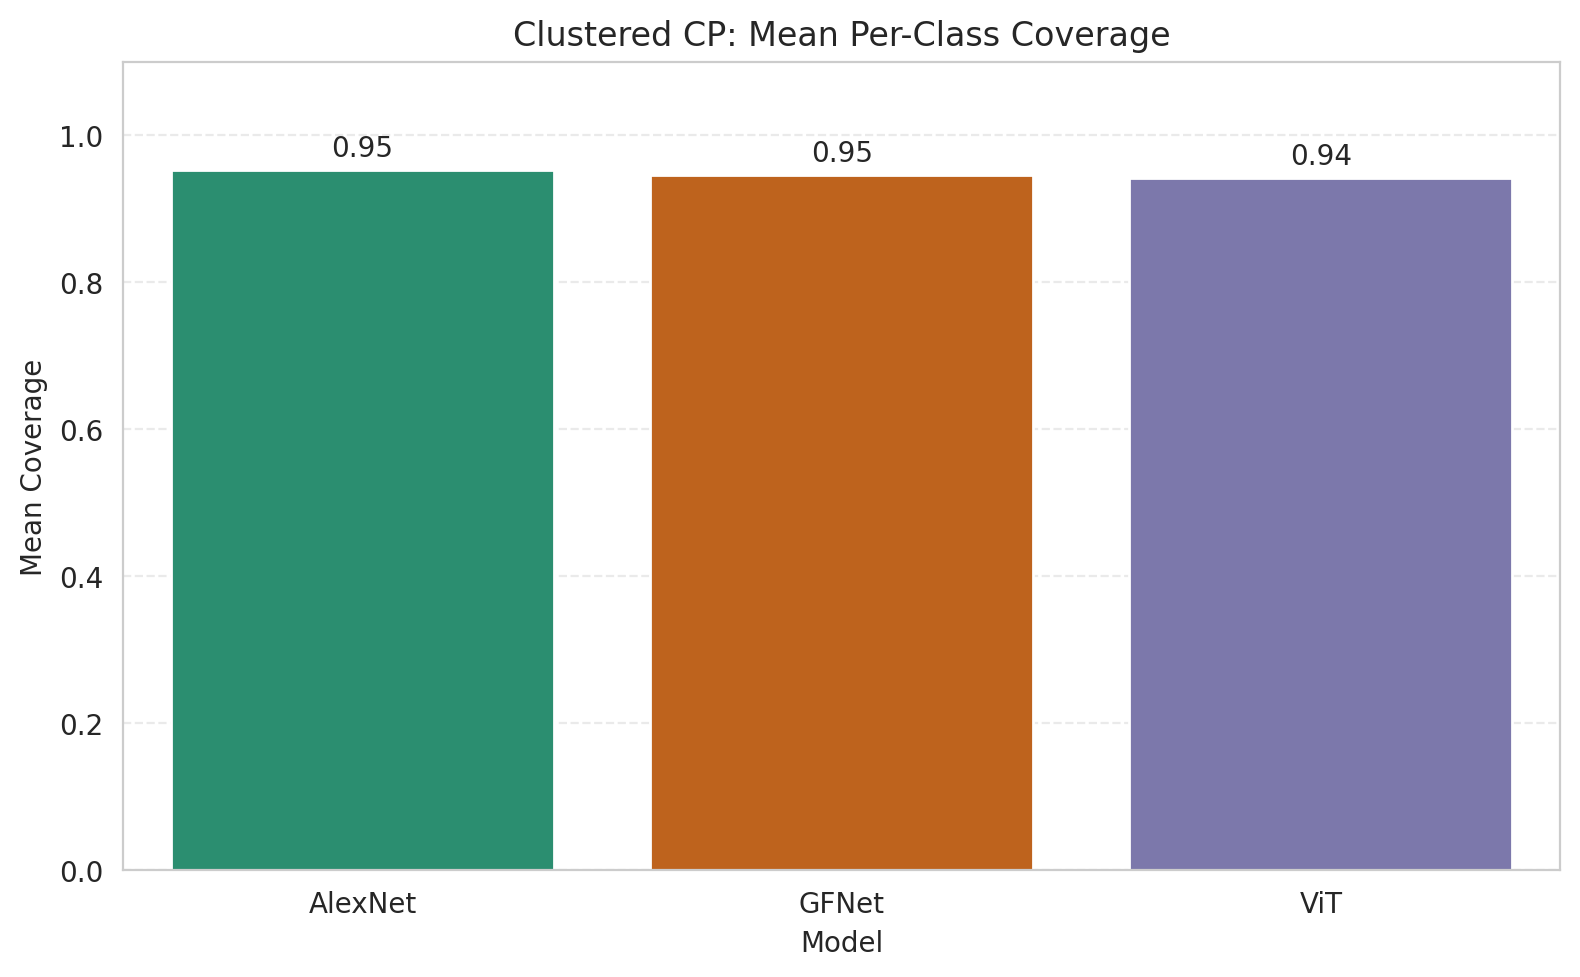 Clustered CP: Mean Per-Class Coverage
Mean Coverage
1.0
0.8
0.6
0.4
0.2
0.0
0.95
0.95
0.94
AlexNet
GFNet
ViT
Model